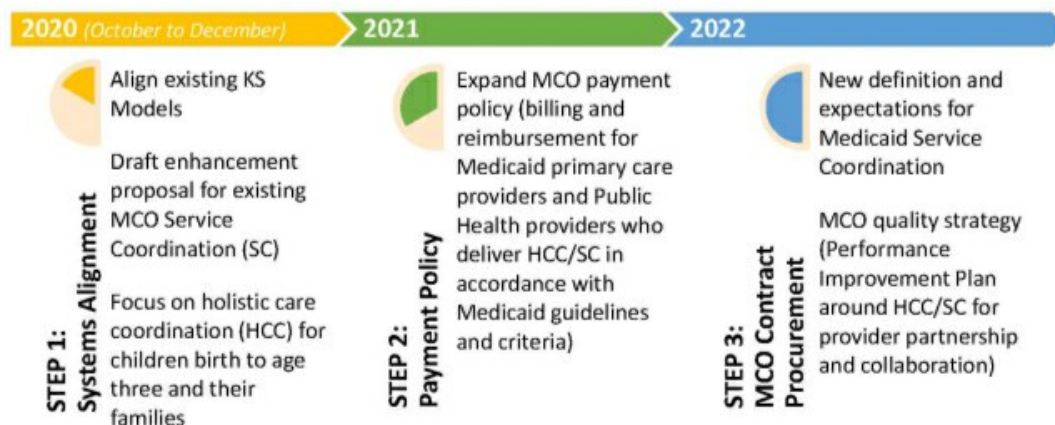 2020 (October to December)
2021
2022
STEP 1:
Systems Alignment
Align existing KS
Models
Draft enhancement
proposal for existing
MCO Service
Coordination (SC)
Focus on holistic care
coordination (HCC) for
children birth to age
three and their
families
STEP 2:
Payment Policy
Expand MCO payment
policy (billing and
reimbursement for
Medicaid primary care
providers and Public
Health providers who
deliver HCC/SC in
accordance with
Medicaid guidelines
and criteria)
STEP 3:
MCO Contract
Procurement
New definition and
expectations for
Medicaid Service
Coordination
MCO quality strategy
(Performance
Improvement Plan
around HCC/SC for
provider partnership
and collaboration)